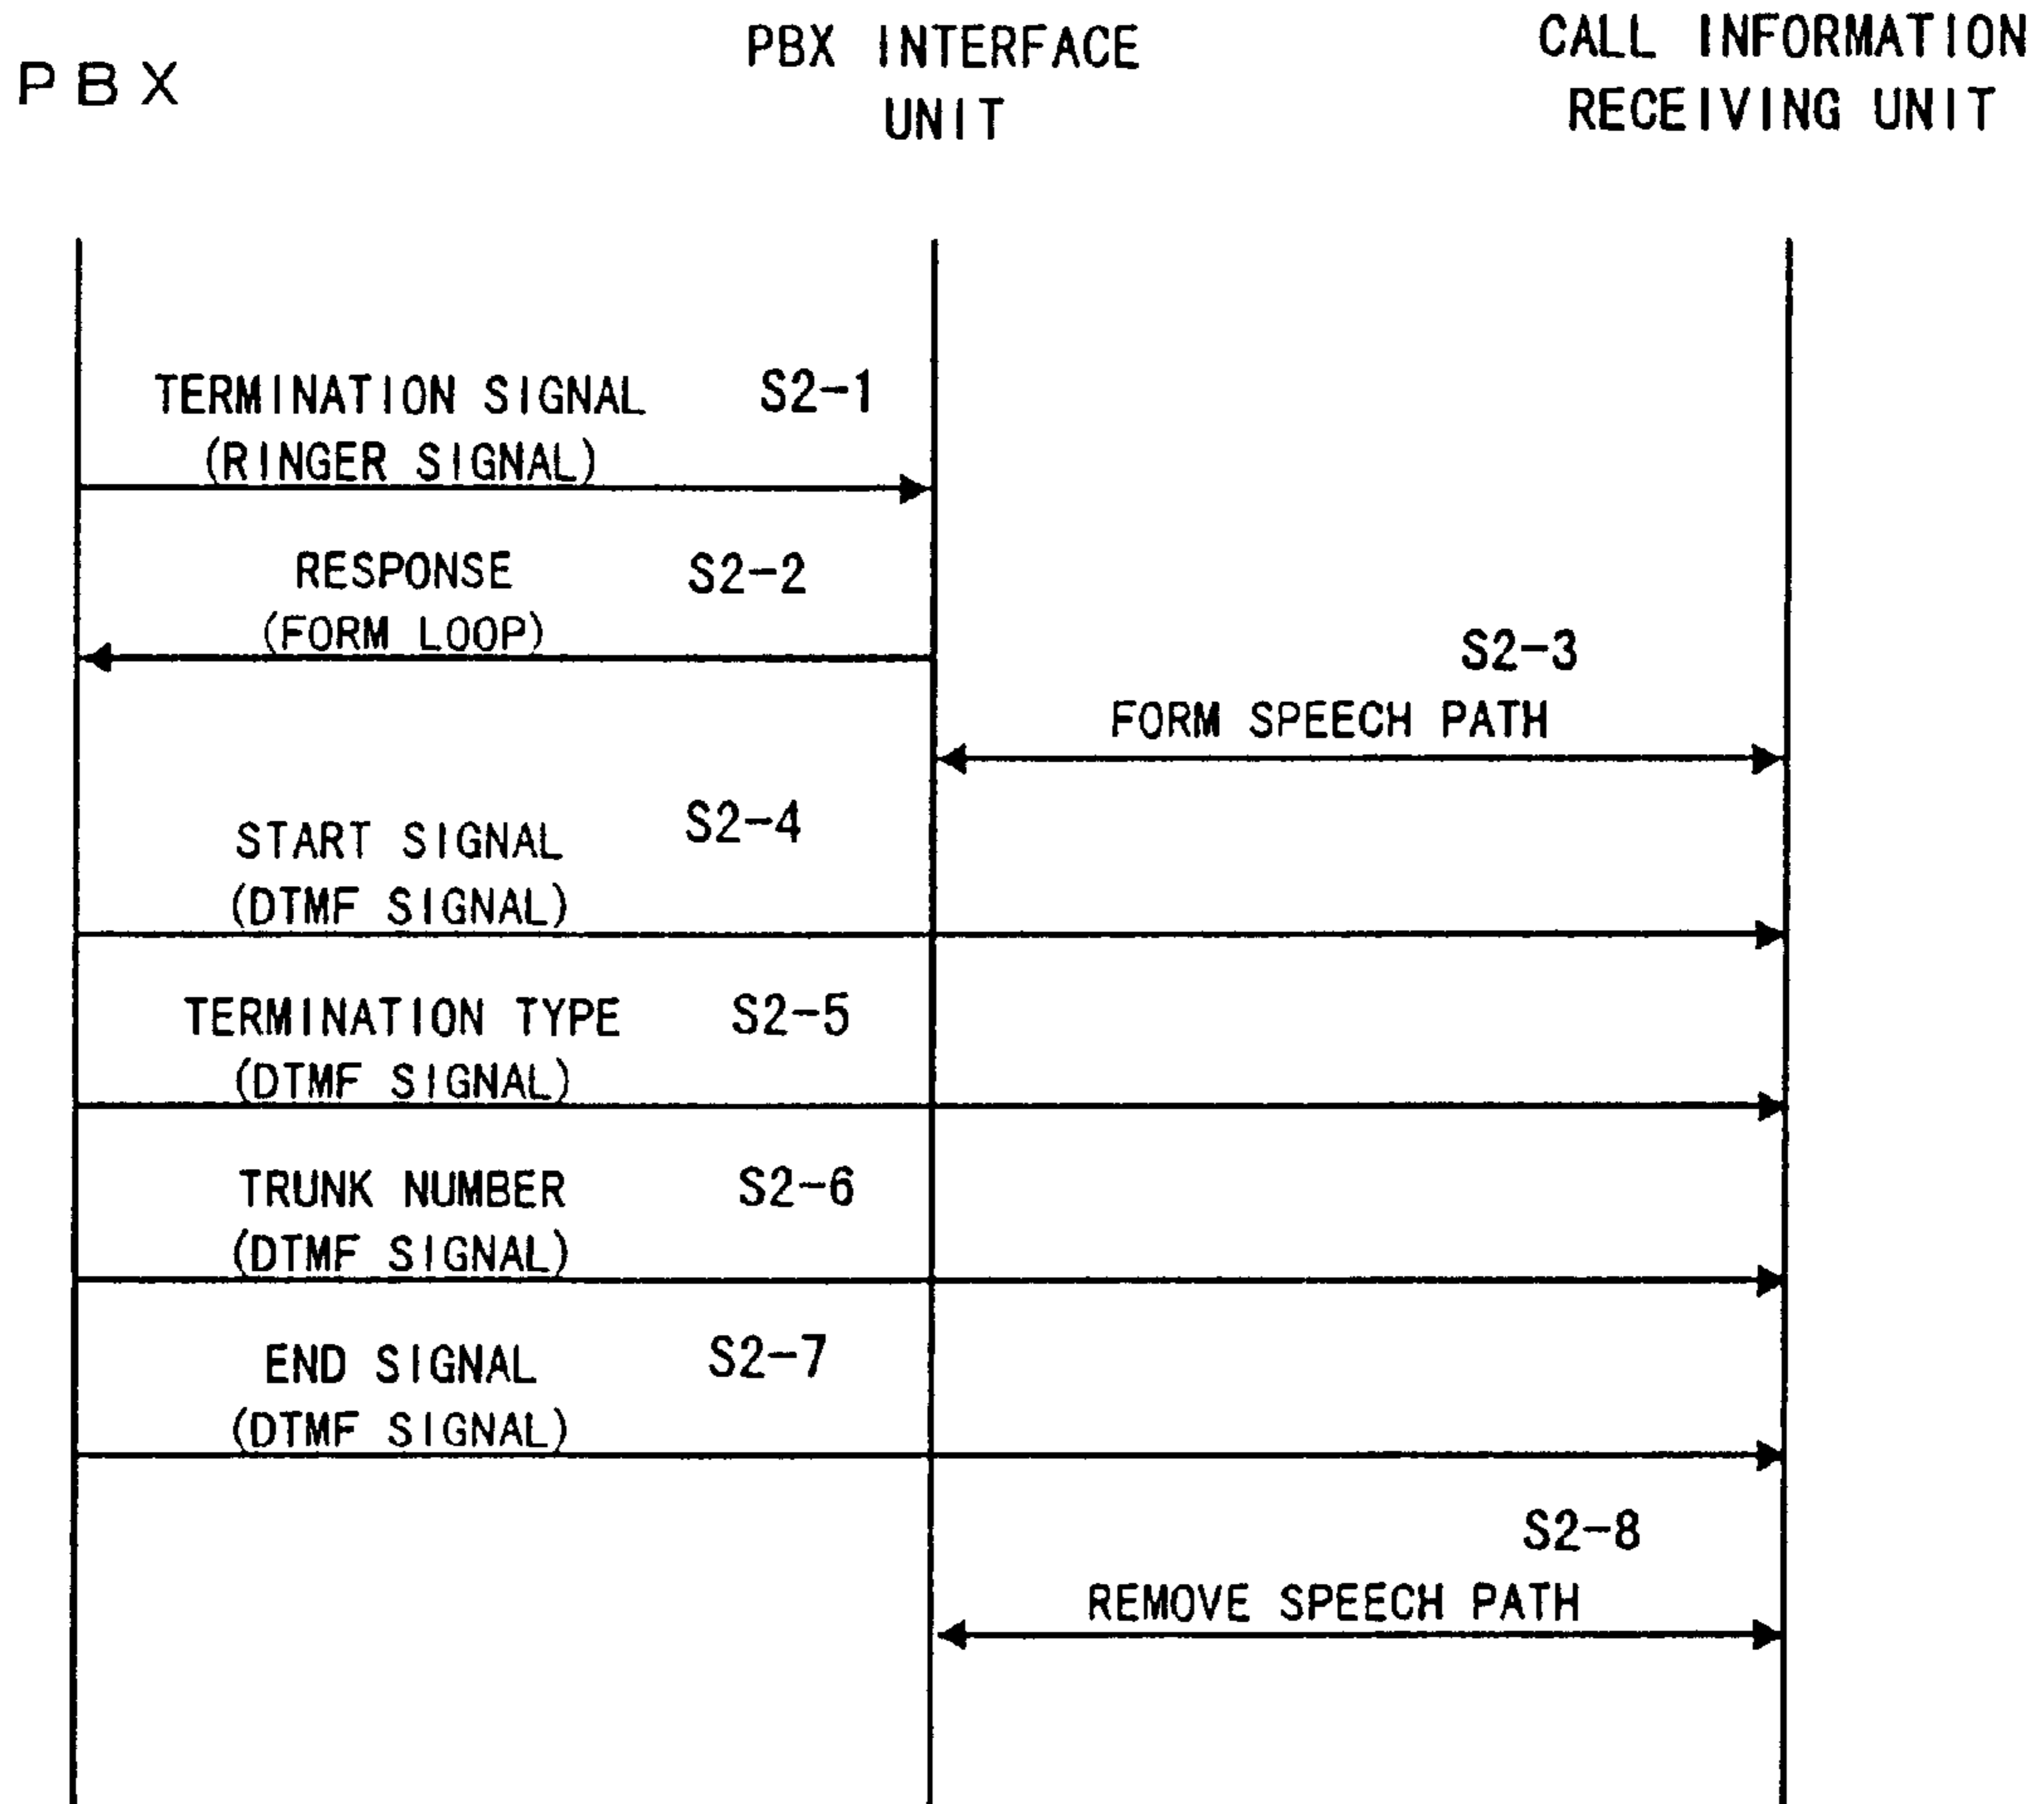 PBX
PBX INTERFACE
UNIT
CALL INFORMATION
RECEIVING UNIT
TERMINATION SIGNAL S2-1
(RINGER SIGNAL)
RESPONSE S2-2
(FORM LOOP)
S2-3
FORM SPEECH PATH
START SIGNAL S2-4
(DTMF SIGNAL)
TERMINATION TYPE S2-5
(DTMF SIGNAL)
TRUNK NUMBER S2-6
(DTMF SIGNAL)
END SIGNAL S2-7
(DTMF SIGNAL)
S2-8
REMOVE SPEECH PATH